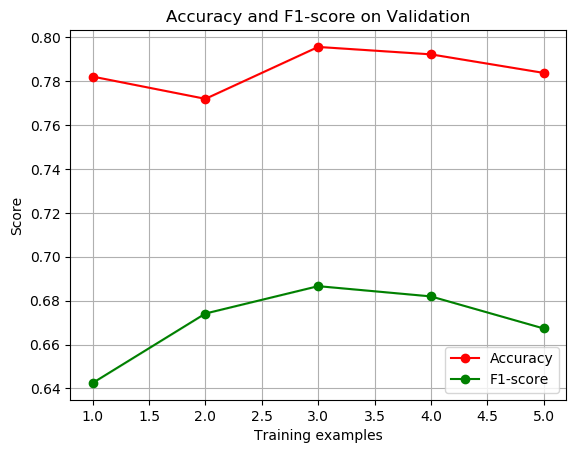 Accuracy and F1-score on Validation
0.80
0.78
0.76
0.74
0.72
0.70
0.68
0.66
0.64
Score
1.0 1.5 2.0 2.5 3.0 3.5 4.0 4.5 5.0
Training examples
Accuracy
F1-score